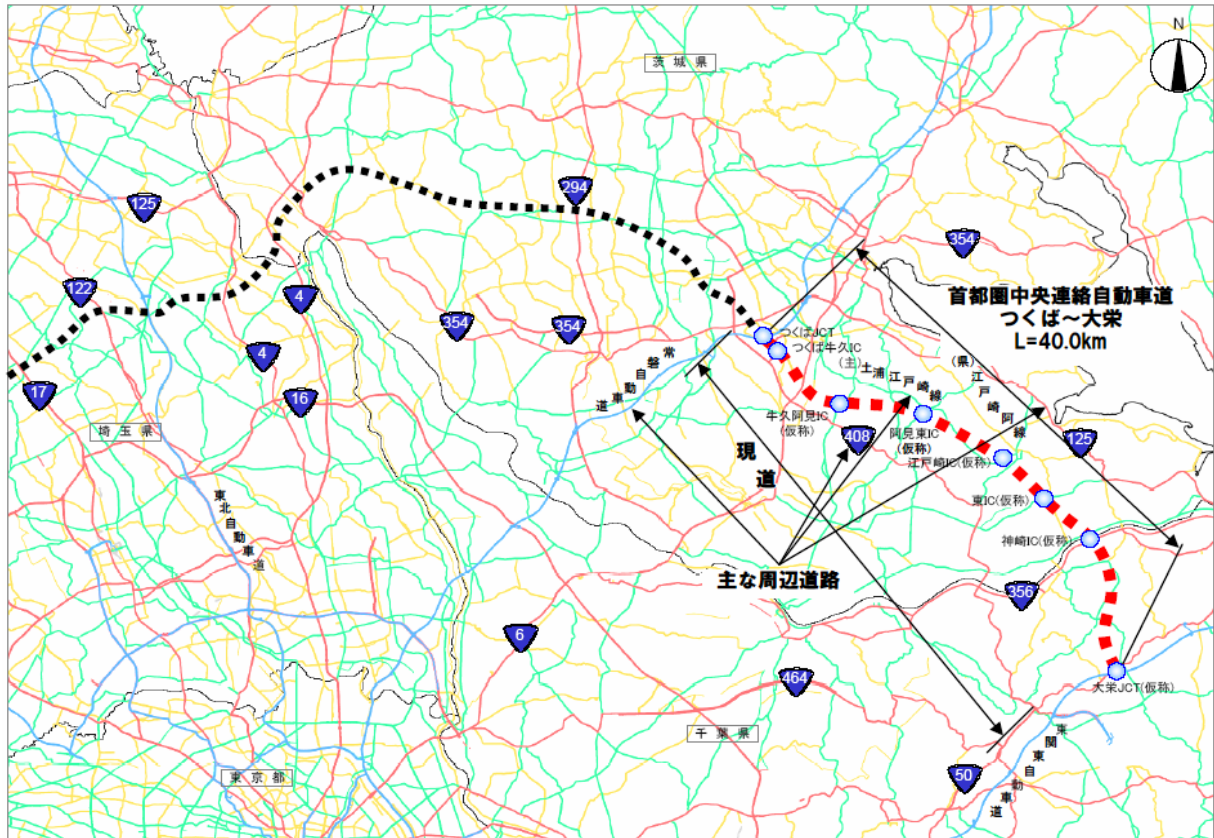 茨城県
N
294
125
354
122
4
首都圏中央連絡自動車道
つくば～大栄
L=40.0km
354
354
つくばJCT
つくば牛久IC
(主)土浦江戸崎線
(県)江戸崎阿線
常磐自動車道
4
17
16
牛久阿見IC
(仮称)
阿見東IC
(仮称)
408
125
埼玉県
江戸崎IC(仮称)
現道
東IC(仮称)
東北自動車道
神崎IC(仮称)
主な周辺道路
356
6
464
大栄JCT(仮称)
千葉県
東関東自動車道
東京都
50